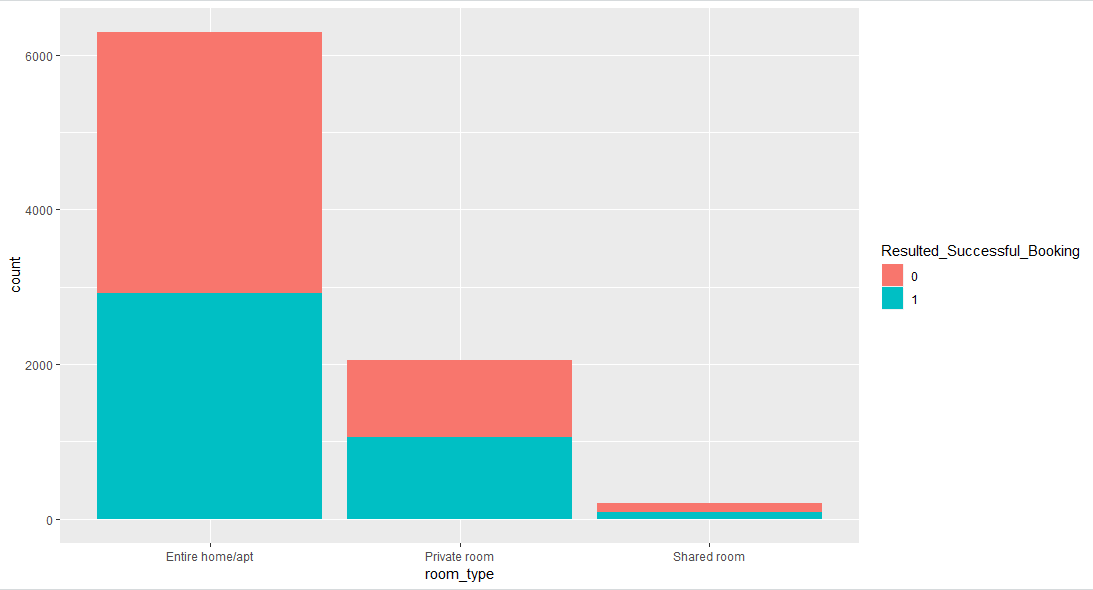 6000
4000
2000
0
count
Entire home/apt
Private room
Shared room
room_type
Resulted_Successful_Booking
0
1